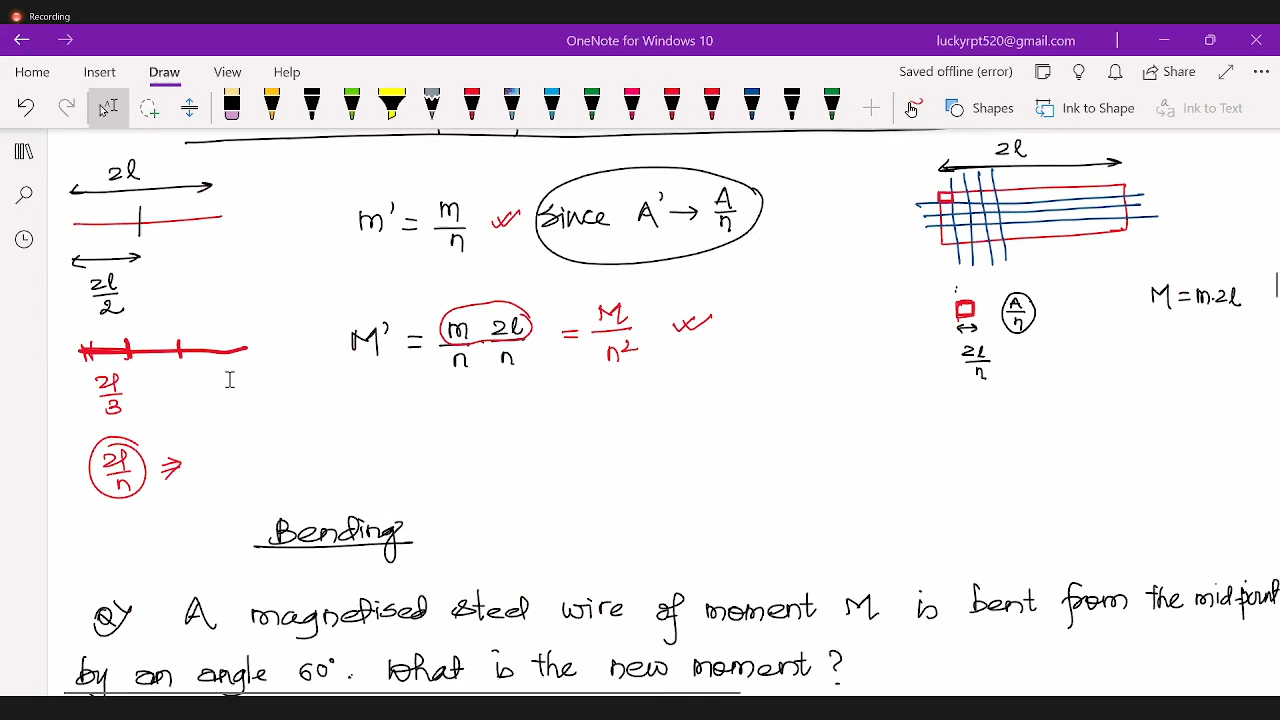 Recording
OneNote for Windows 10
luckyrpt520@gmail.com
Home Insert Draw View Help
Saved offline (error)
Share
Shapes
Ink to Shape
Ink to Text
2l
2l/2
2l/3
2l/n ⇒
m' = m/n
Since A' → A/n
M' = m/n 2l/n = M/n²
2l
A/n
2l/n
M = m.2l
Bending
Q) A magnetised steel wire of moment M is bent from the midpoint
by an angle 60°. What is the new moment ?